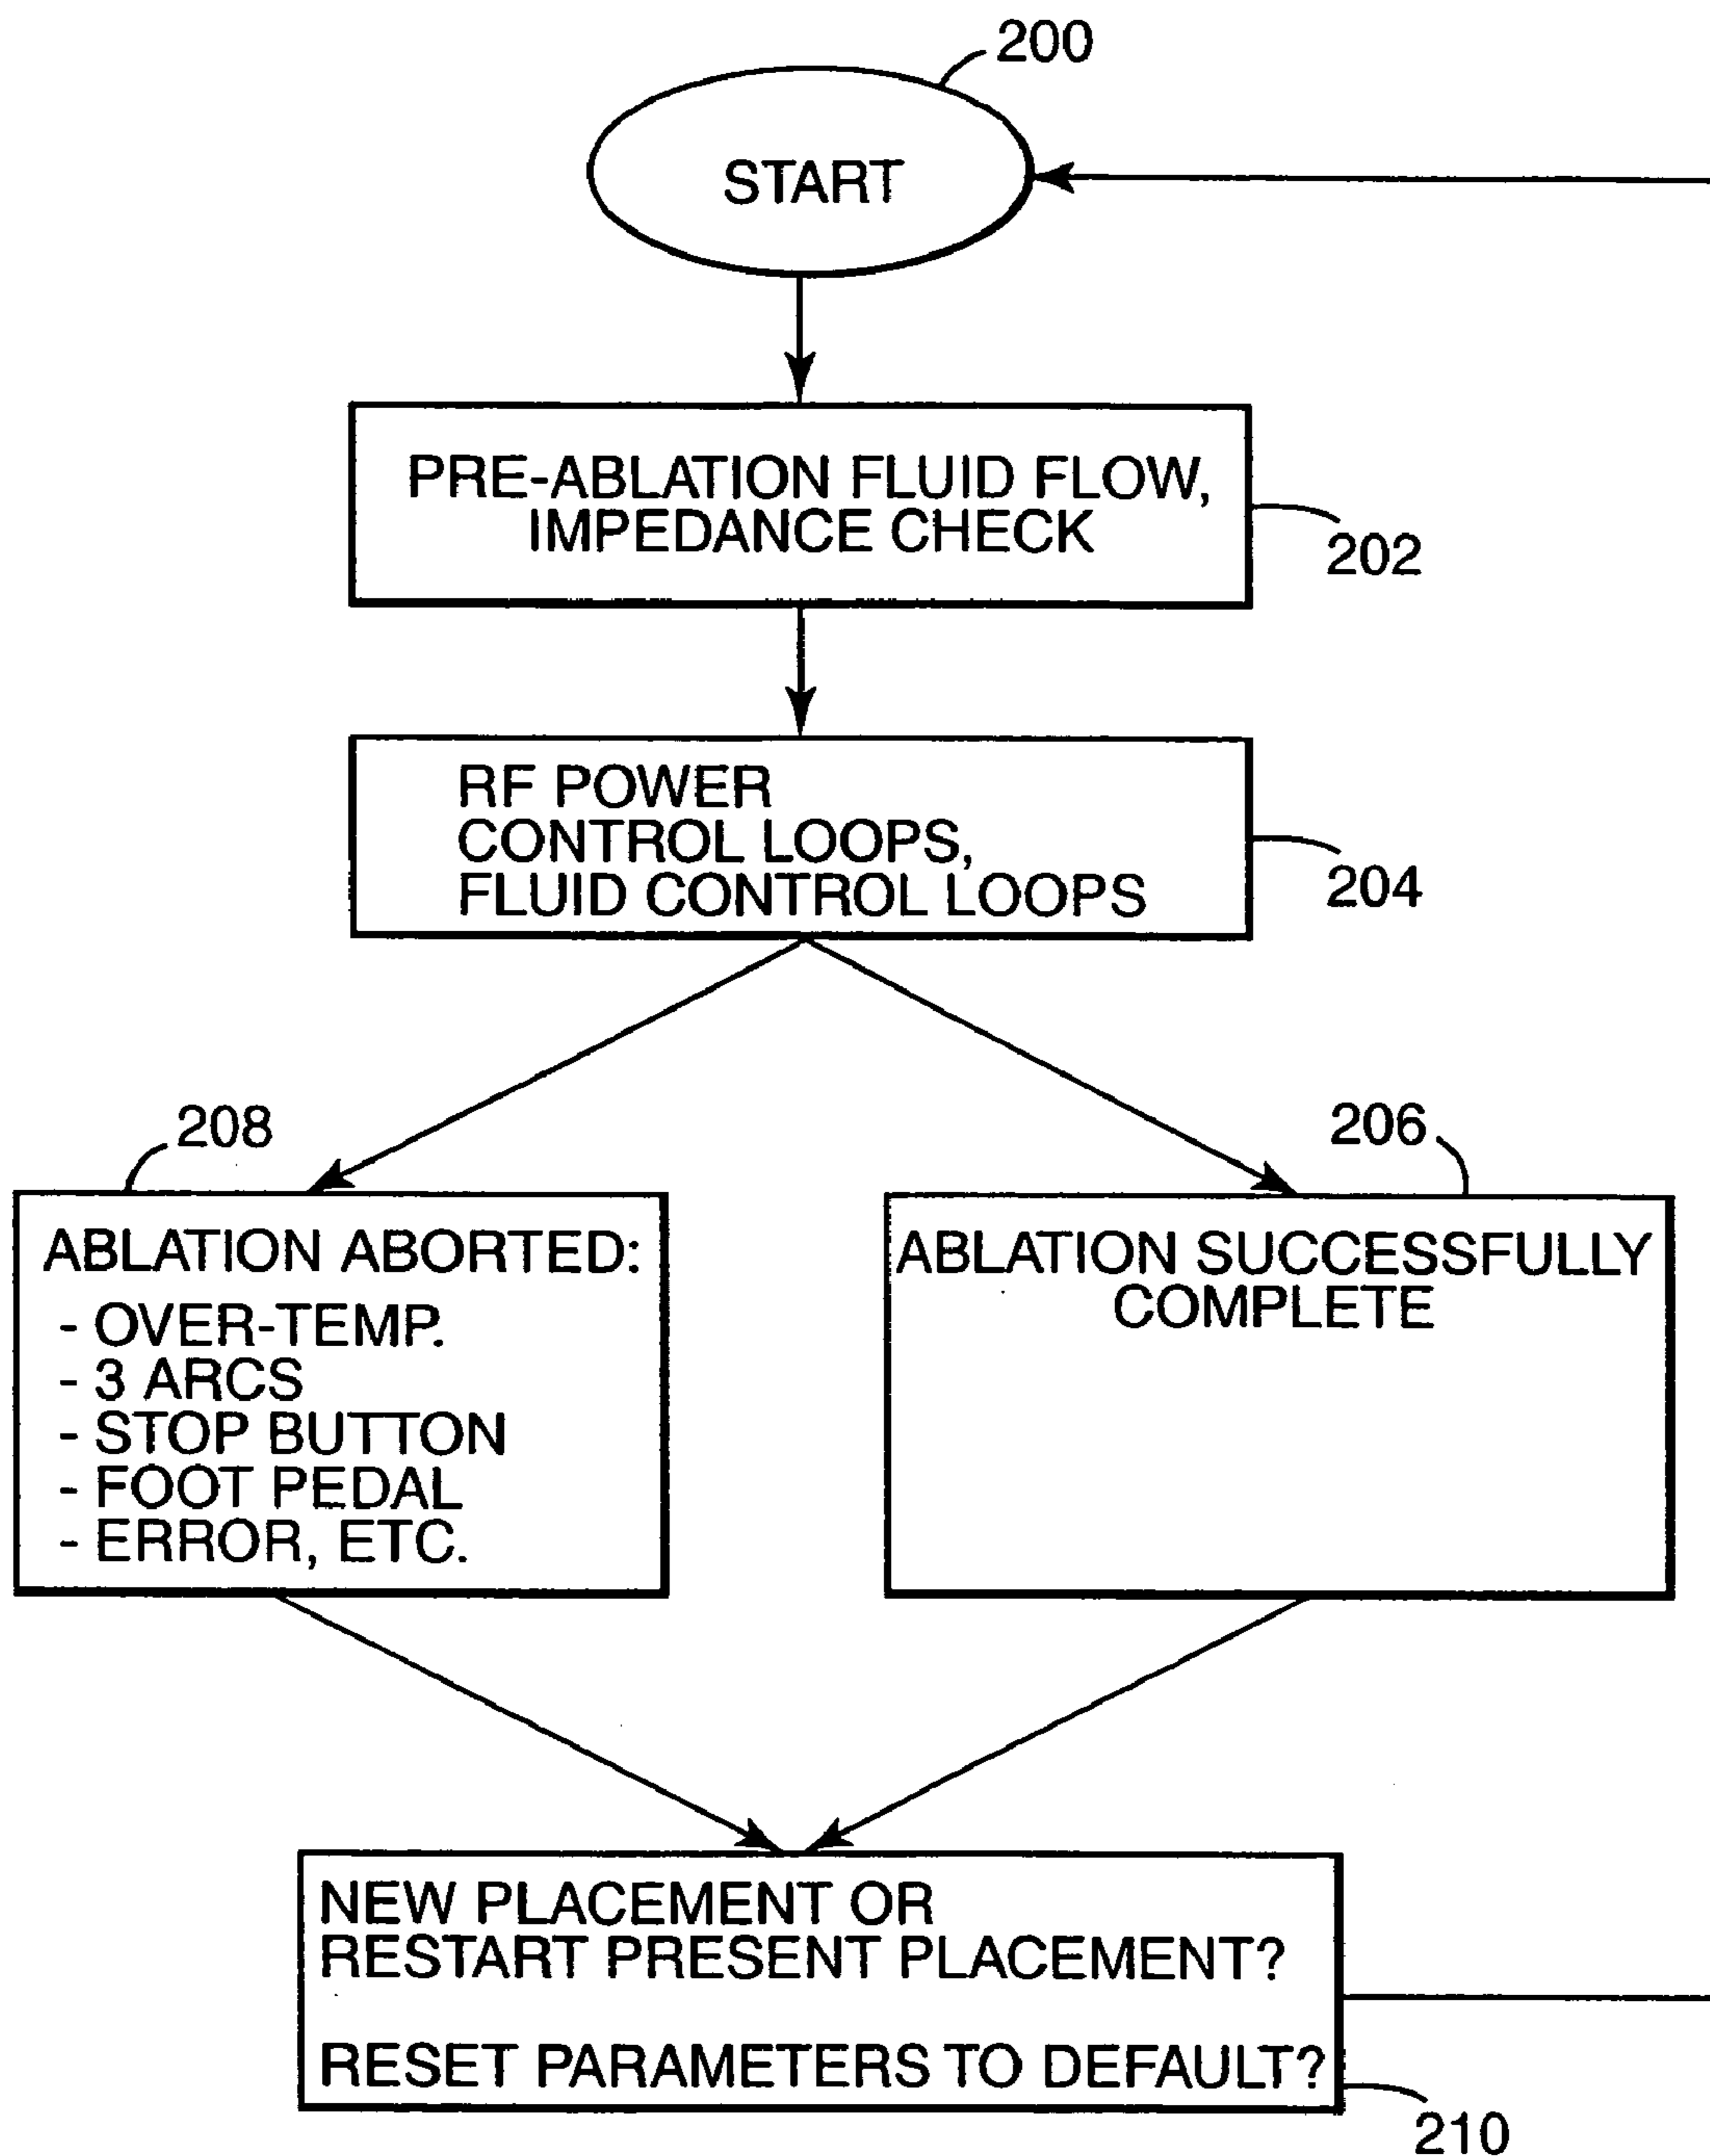 200
START
PRE-ABLATION FLUID FLOW,
IMPEDANCE CHECK
202
RF POWER
CONTROL LOOPS,
FLUID CONTROL LOOPS
204
208
ABLATION ABORTED:
- OVER-TEMP.
- 3 ARCS
- STOP BUTTON
- FOOT PEDAL
- ERROR, ETC.
206
ABLATION SUCCESSFULLY
COMPLETE
NEW PLACEMENT OR
RESTART PRESENT PLACEMENT?
RESET PARAMETERS TO DEFAULT?
210